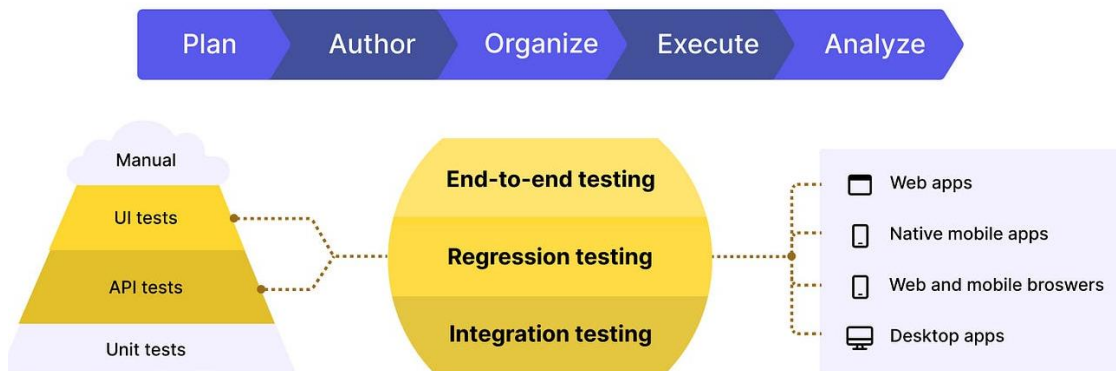 Plan
Author
Organize
Execute
Analyze
Manual
UI tests
API tests
Unit tests
End-to-end testing
Regression testing
Integration testing
Web apps
Native mobile apps
Web and mobile broswers
Desktop apps